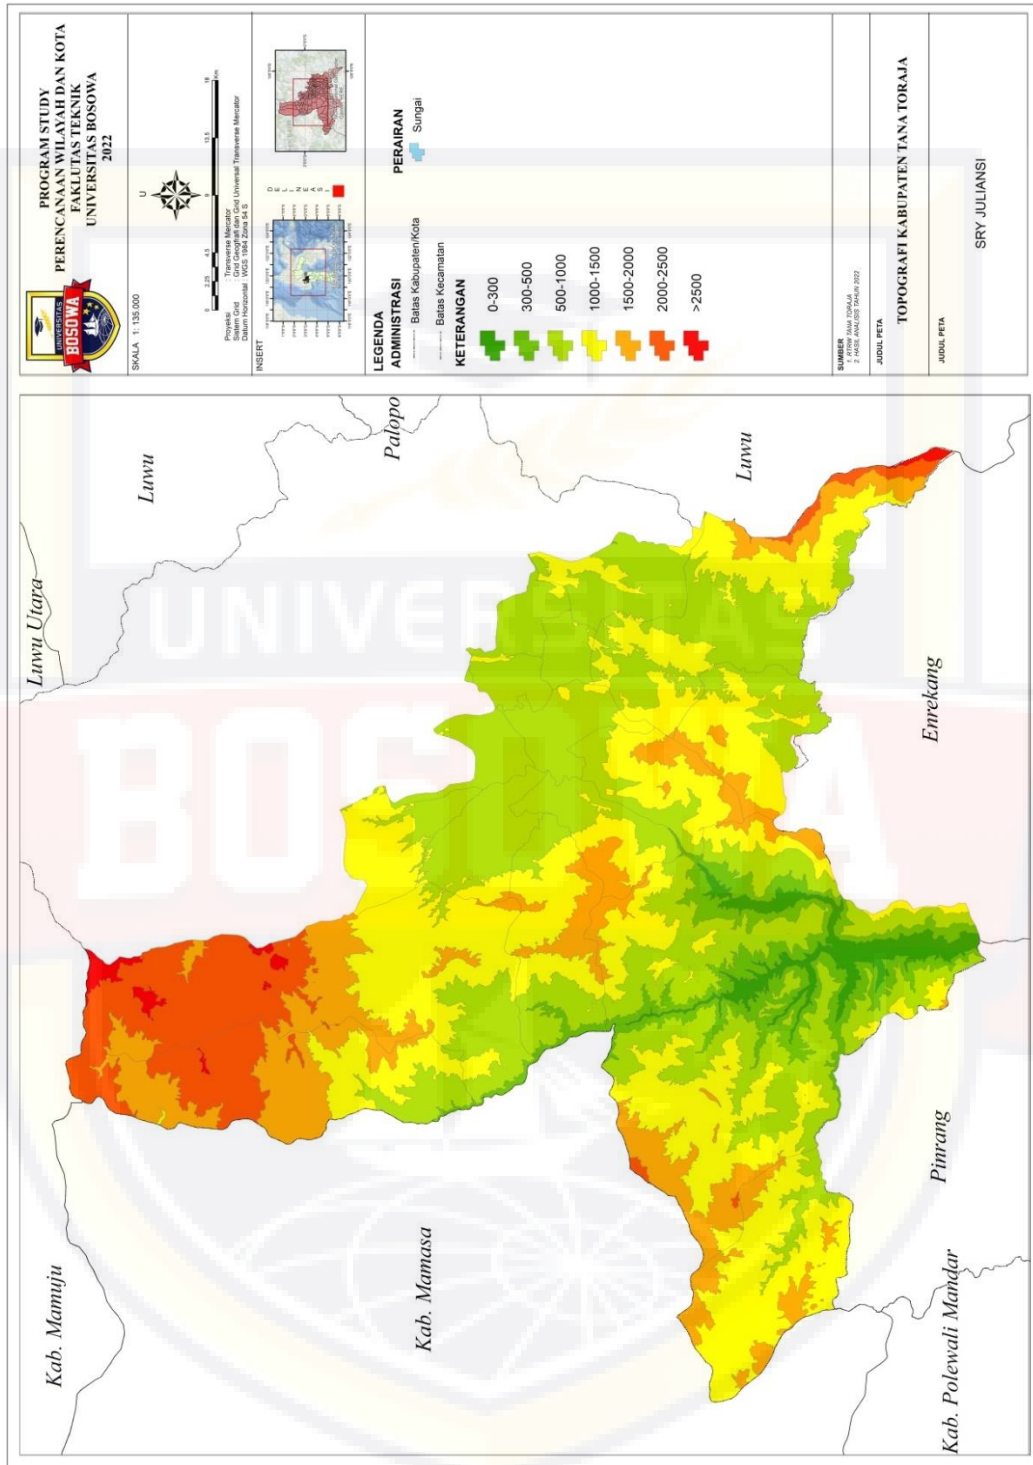 PROGRAM STUDY
PERENCANAAN WILAYAH DAN KOTA
FAKLUTAS TEKNIK
UNIVERSITAS BOSOWA
2022
UNIVERSITAS
BOSOWA
SKALA 1: 135.000
U
0 2.25 4.5 9 13.5 18
Km
Proyeksi : Transverse Mercator
Sistem Grid : Grid Geografi dan Grid Universal Transverse Mercator
Datum Horizontal : WGS 1984 Zona 54 S
INSERT
DELINEASI
LEGENDA
ADMINISTRASI
Batas Kabupaten/Kota
Batas Kecamatan
PERAIRAN
Sungai
KETERANGAN
0-300
300-500
500-1000
1000-1500
1500-2000
2000-2500
>2500
SUMBER
1. RTRW TANA TORAJA
2. HASIL ANALISIS TAHUN 2022
JUDUL PETA
TOPOGRAFI KABUPATEN TANA TORAJA
JUDUL PETA
SRY JULIANSI
Kab. Mamuju
Luwu Utara
Luwu
Palopo
Luwu
Kab. Mamasa
Enrekang
Pinrang
Kab. Polewali Mandar
UNIVERSITAS
BOSOWA